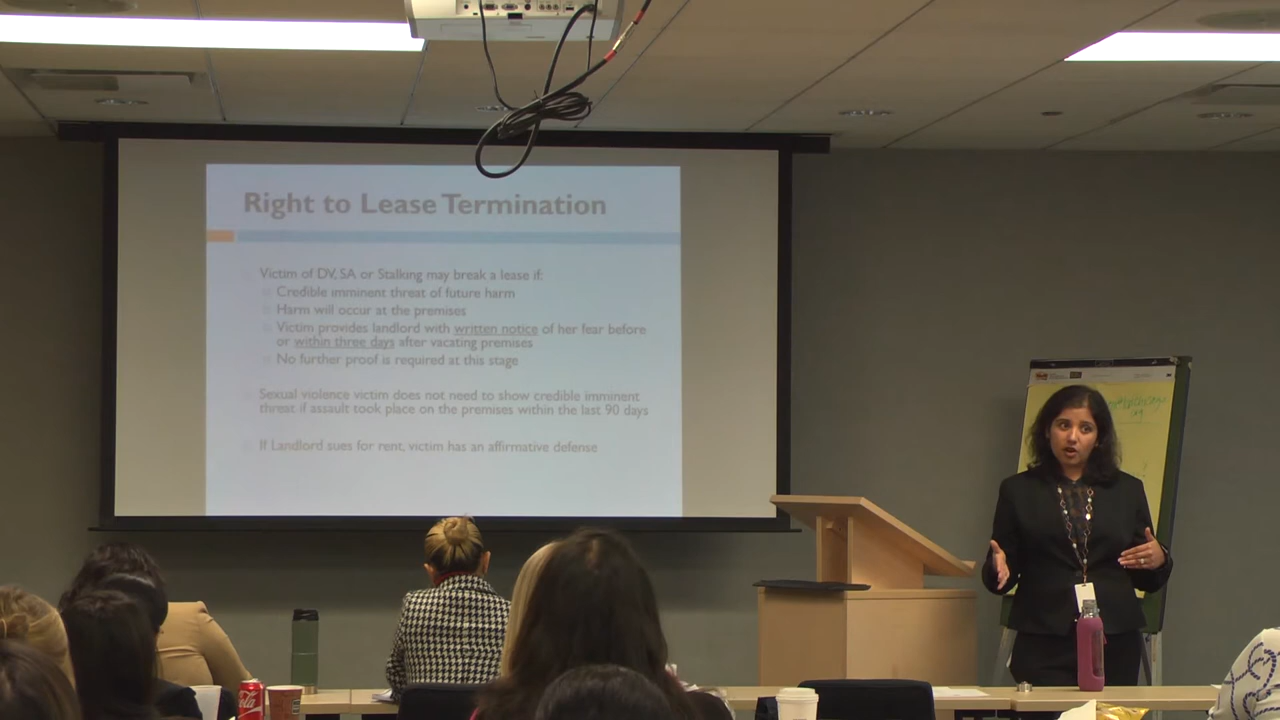 Right to Lease Termination
Victim of DV, SA or Stalking may break a lease if:
Credible imminent threat of future harm
Harm will occur at the premises
Victim provides landlord with written notice of her fear before
or within three days after vacating premises
No further proof is required at this stage
Sexual violence victim does not need to show credible imminent
threat if assault took place on the premises within the last 90 days
If Landlord sues for rent, victim has an affirmative defense
Coca-Cola